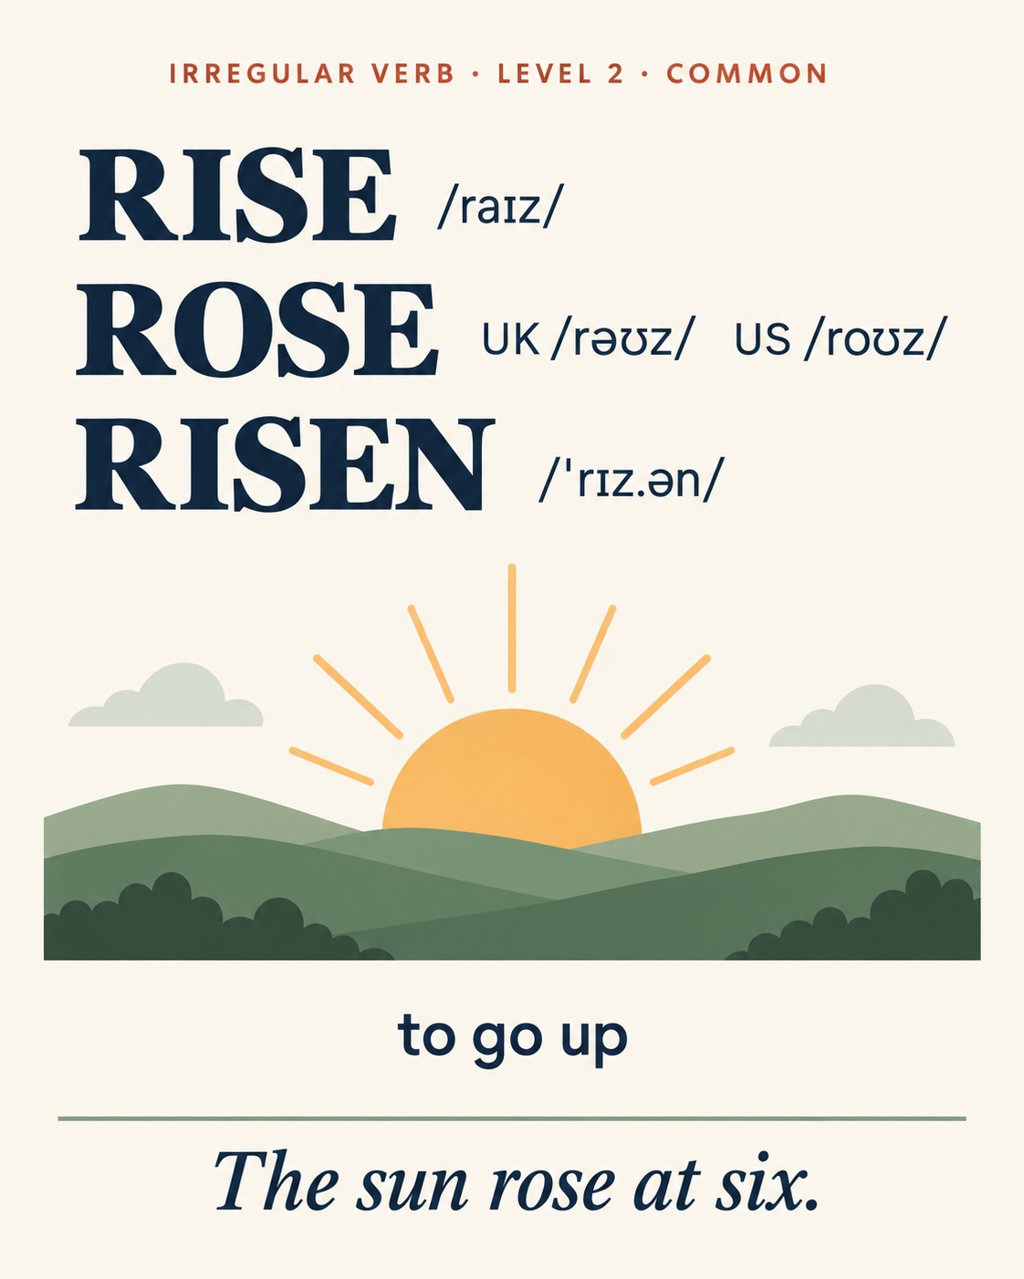 IRREGULAR VERB · LEVEL 2 · COMMON
RISE /raɪz/
ROSE UK /rəʊz/ US /roʊz/
RISEN /ˈrɪz.ən/
to go up
The sun rose at six.